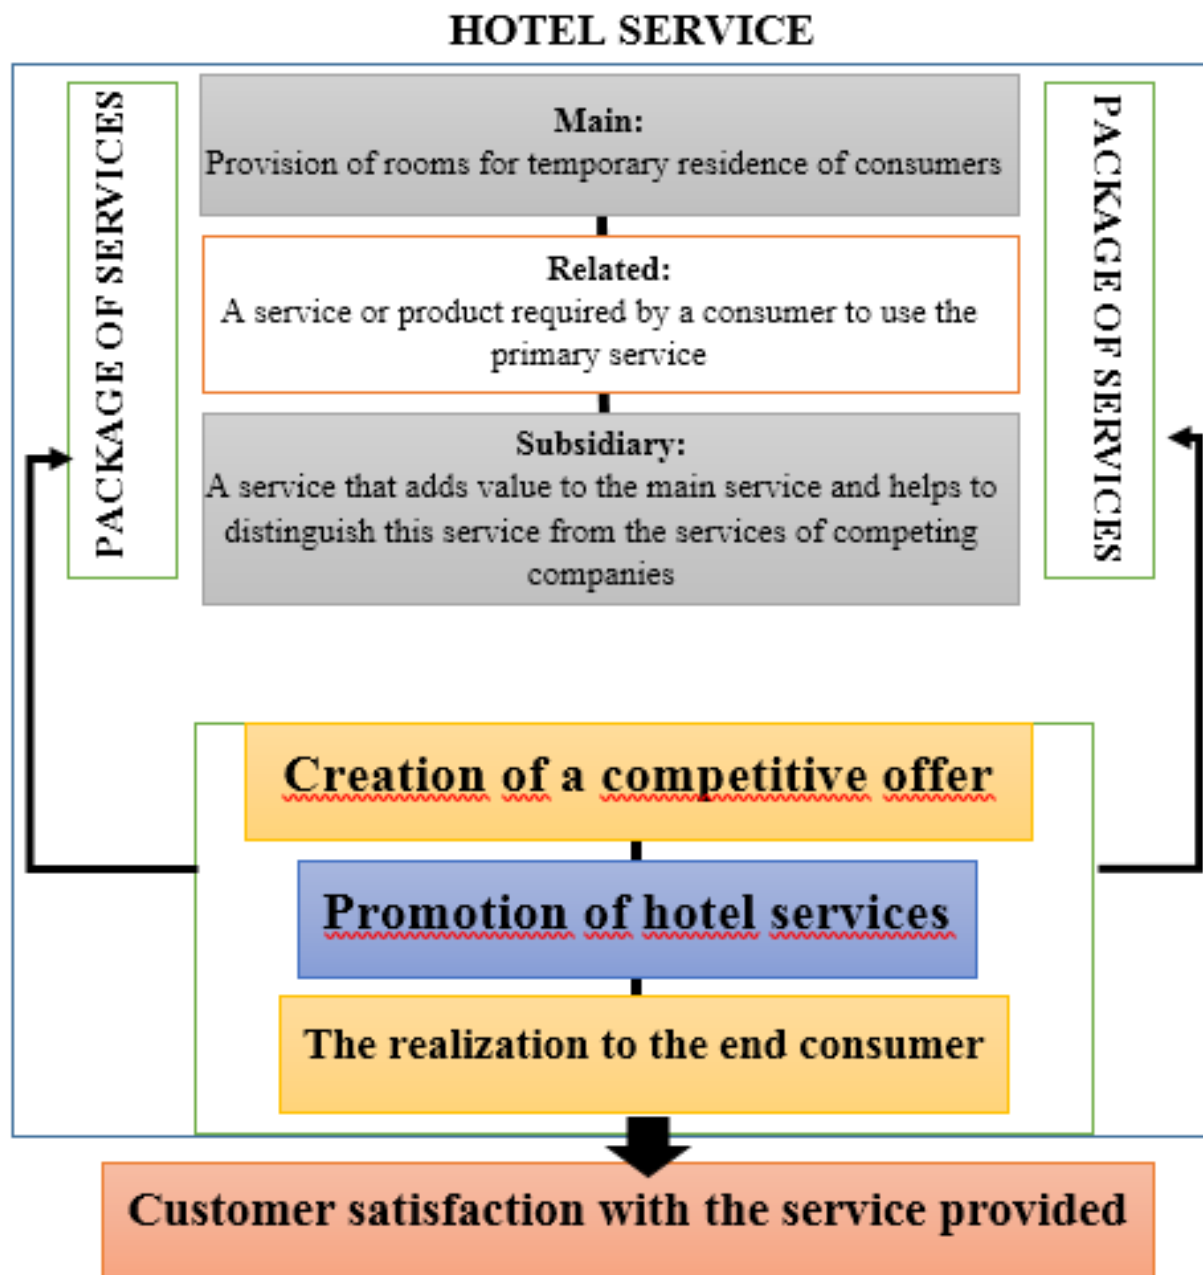 HOTEL SERVICE
PACKAGE OF SERVICES
Main:
Provision of rooms for temporary residence of consumers
Related:
A service or product required by a consumer to use the
primary service
Subsidiary:
A service that adds value to the main service and helps to
distinguish this service from the services of competing
companies
PACKAGE OF SERVICES
Creation of a competitive offer
Promotion of hotel services
The realization to the end consumer
Customer satisfaction with the service provided